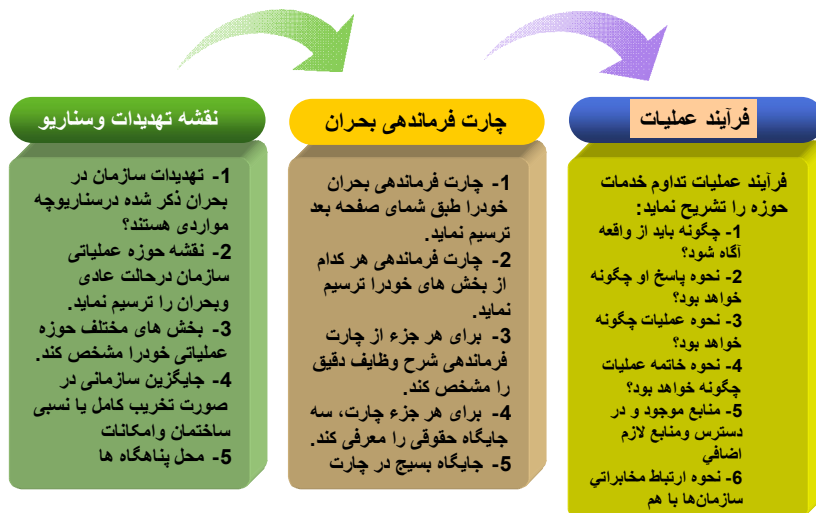 نقشه تهدیدات وسناریو
1- تهدیدات سازمان در
بحران ذکر شده درسناریوچه
مواردی هستند؟
2- نقشه حوزه عملیاتی
سازمان درحالت عادی
وبحران را ترسیم نماید.
3- بخش های مختلف حوزه
عملیاتی خودرا مشخص کند.
4- جایگزین سازمانی در
صورت تخریب کامل یا نسبی
ساختمان وامکانات
5- محل پناهگاه ها
چارت فرماندهی بحران
1- چارت فرماندهی بحران
خودرا طبق شمای صفحه بعد
ترسیم نماید.
2- چارت فرماندهی هر کدام
از بخش های خودرا ترسیم
نماید.
3- برای هر جزء از چارت
فرماندهی شرح وظایف دقیق
را مشخص کند.
4- برای هر جزء چارت، سه
جایگاه حقوقی را معرفی کند.
5- جایگاه بسیج در چارت
فرآیند عملیات
فرآیند عملیات تداوم خدمات
حوزه را تشریح نماید:
1- چگونه باید از واقعه
آگاه شود؟
2- نحوه پاسخ او چگونه
خواهد بود؟
3- نحوه عملیات چگونه
خواهد بود؟
4- نحوه خاتمه عملیات
چگونه خواهد بود؟
5- منابع موجود و در
دسترس ومنابع لازم
اضافي
6- نحوه ارتباط مخابراتي
سازمان‌ها با هم